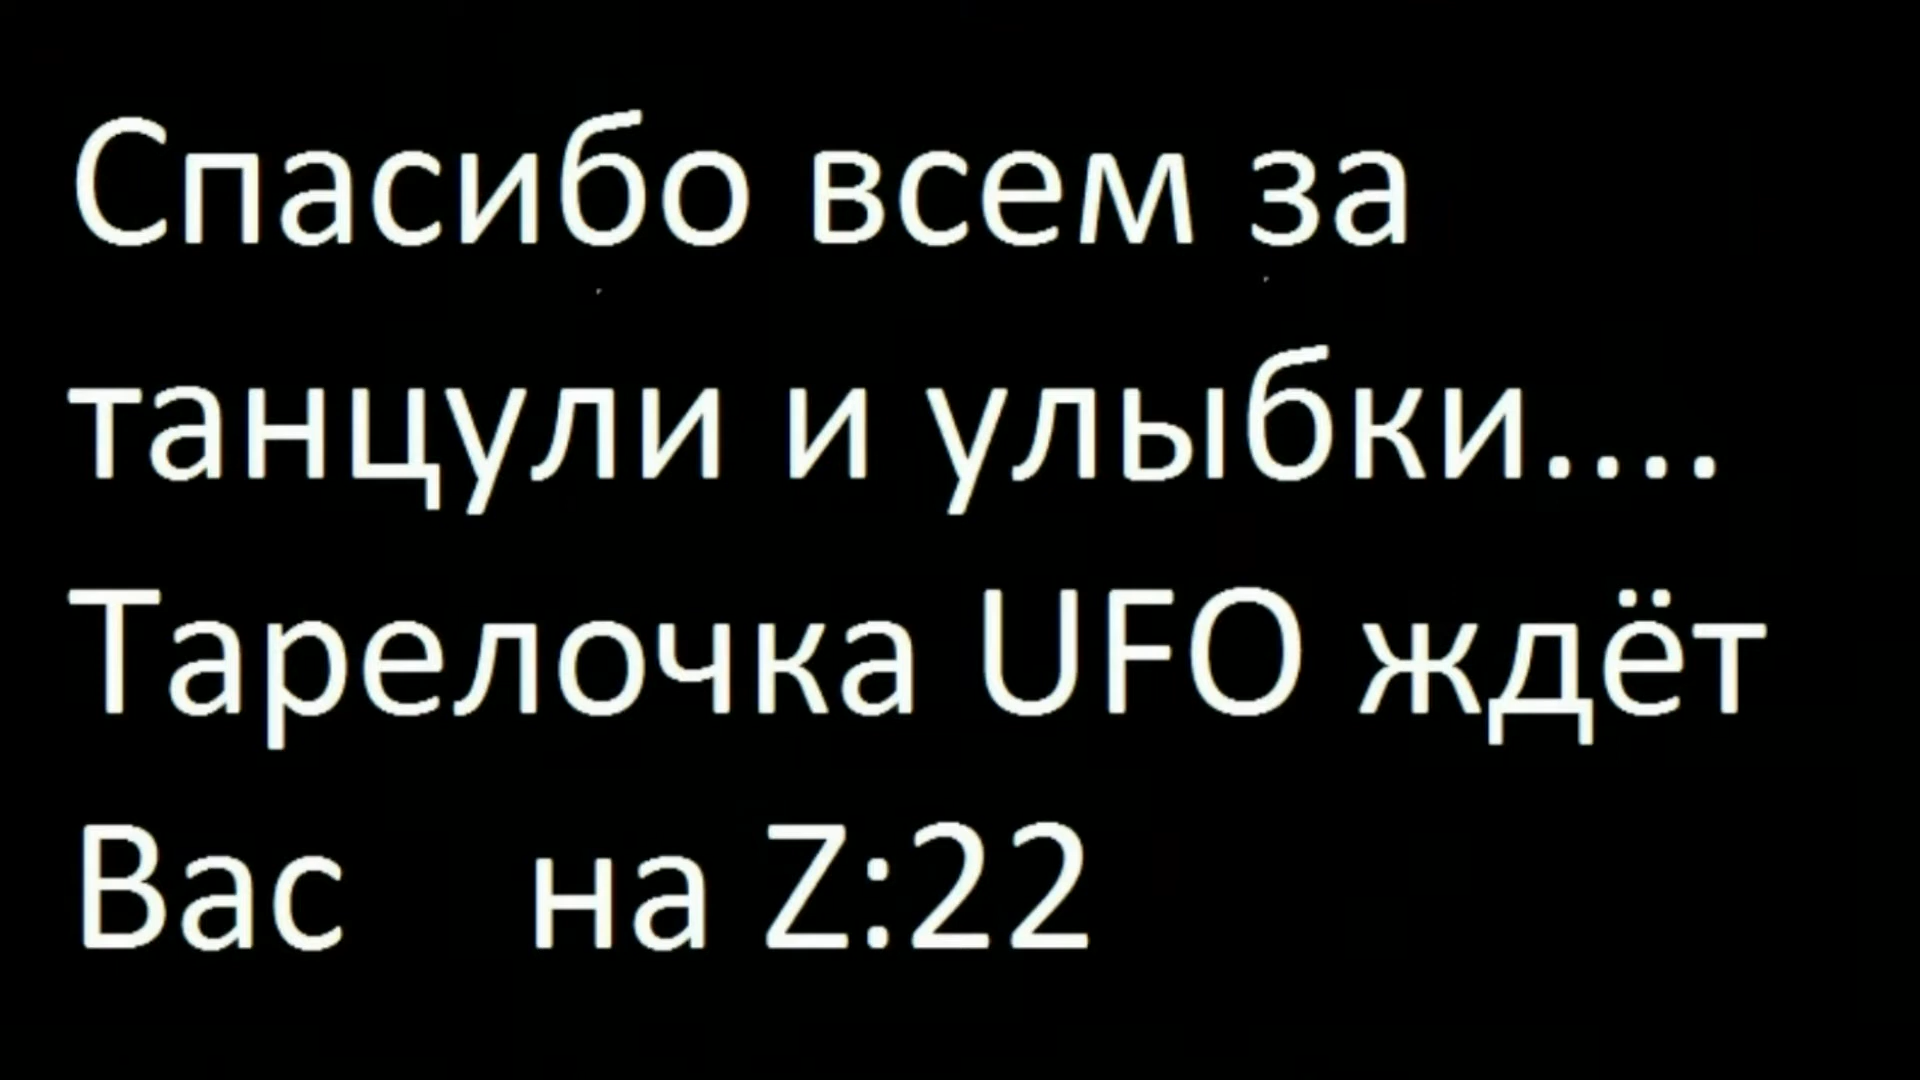 Спасибо всем за
танцули и улыбки....
Тарелочка UFO ждёт
Вас на Z:22